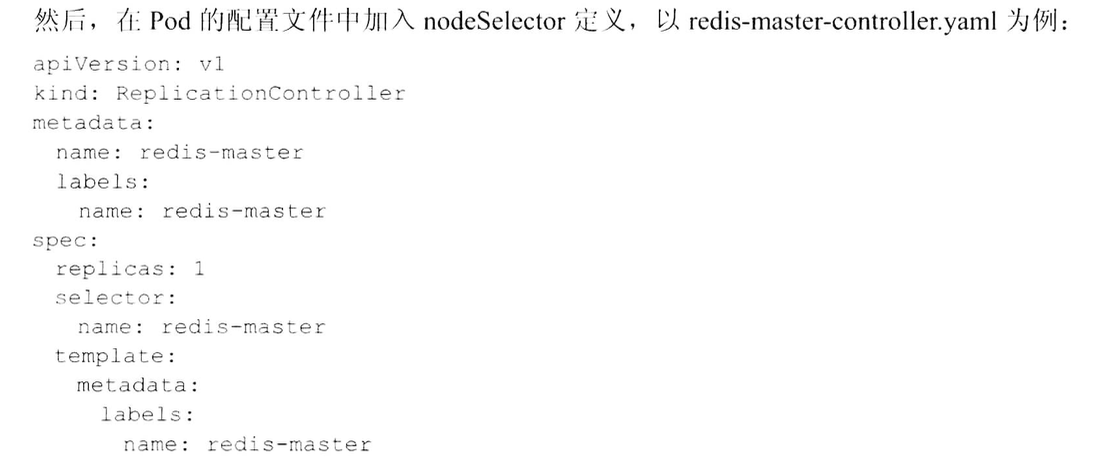 然后，在 Pod 的配置文件中加入 nodeSelector 定义，以 redis-master-controller.yaml 为例：
apiVersion: v1
kind: ReplicationController
metadata:
  name: redis-master
  labels:
    name: redis-master
spec:
  replicas: 1
  selector:
    name: redis-master
  template:
    metadata:
      labels:
        name: redis-master